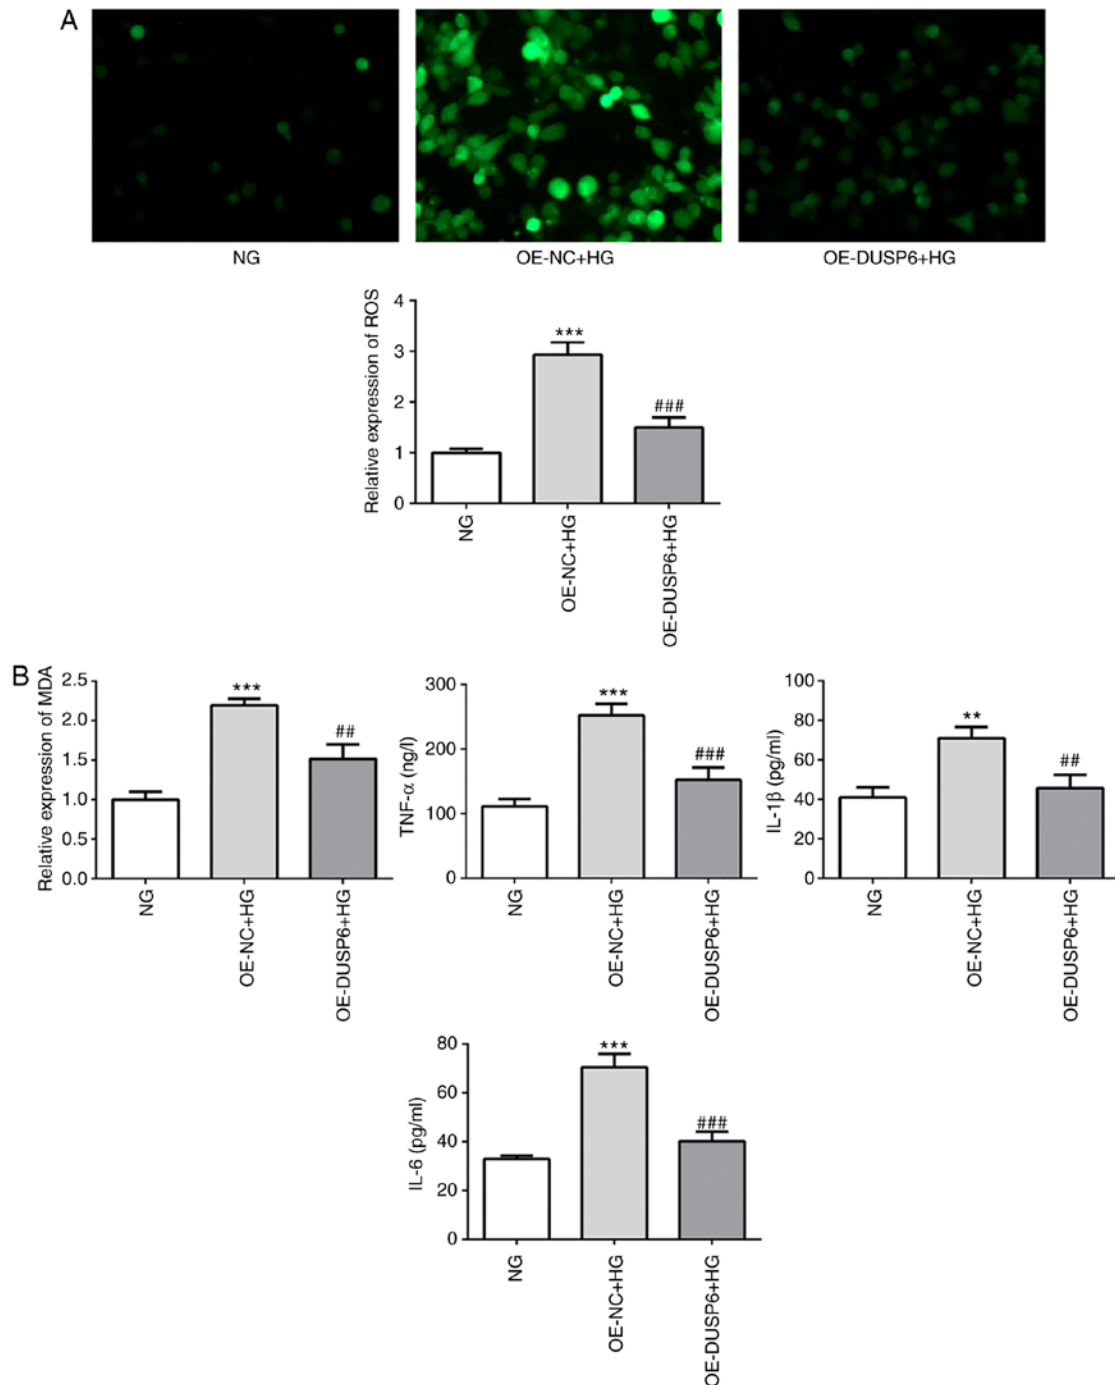 A
NG
OE-NC+HG
OE-DUSP6+HG
Relative expression of ROS
4
3
2
1
0
***
###
NG
OE-NC+HG
OE-DUSP6+HG
B
Relative expression of MDA
2.5
2.0
1.5
1.0
0.5
0.0
***
##
NG
OE-NC+HG
OE-DUSP6+HG
TNF-α (ng/l)
300
200
100
0
***
###
NG
OE-NC+HG
OE-DUSP6+HG
IL-1β (pg/ml)
100
80
60
40
20
0
**
##
NG
OE-NC+HG
OE-DUSP6+HG
IL-6 (pg/ml)
80
60
40
20
0
***
###
NG
OE-NC+HG
OE-DUSP6+HG